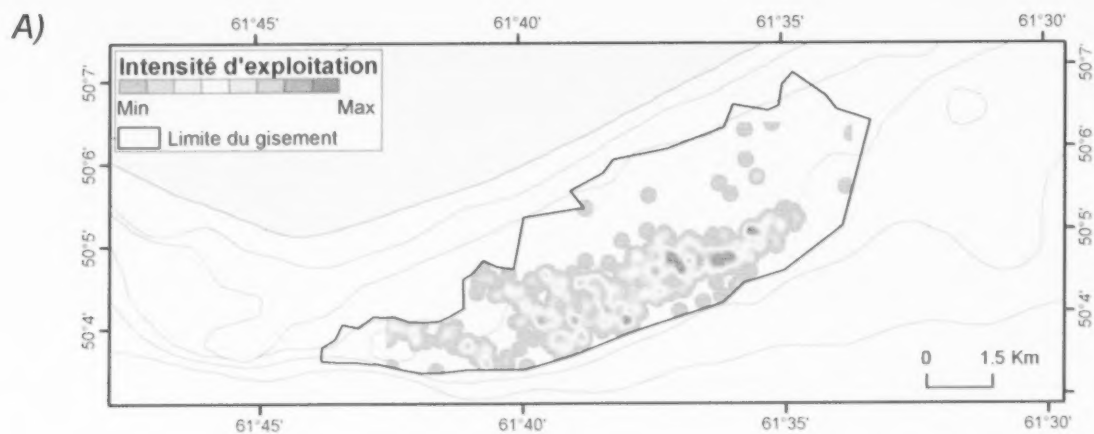 A)
61°45' 61°40' 61°35' 61°30'
Intensité d'exploitation
Min Max
Limite du gisement
50°7' 50°7'
50°6' 50°6'
50°5' 50°5'
50°4' 50°4'
0 1.5 Km
61°45' 61°40' 61°35' 61°30'